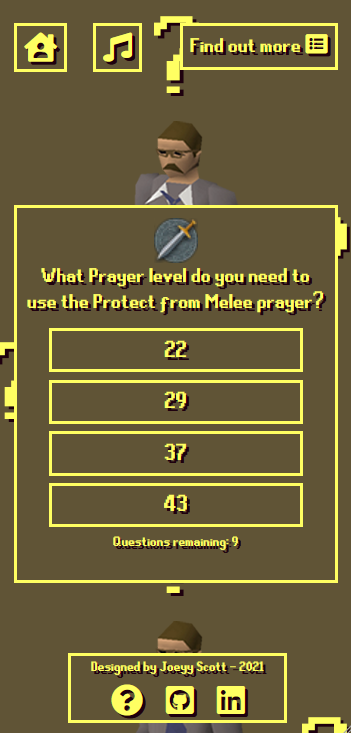 Find out more
What Prayer level do you need to
use the Protect from Melee prayer?
22
29
37
43
Questions remaining: 9
Designed by Joeyy Scott - 2021